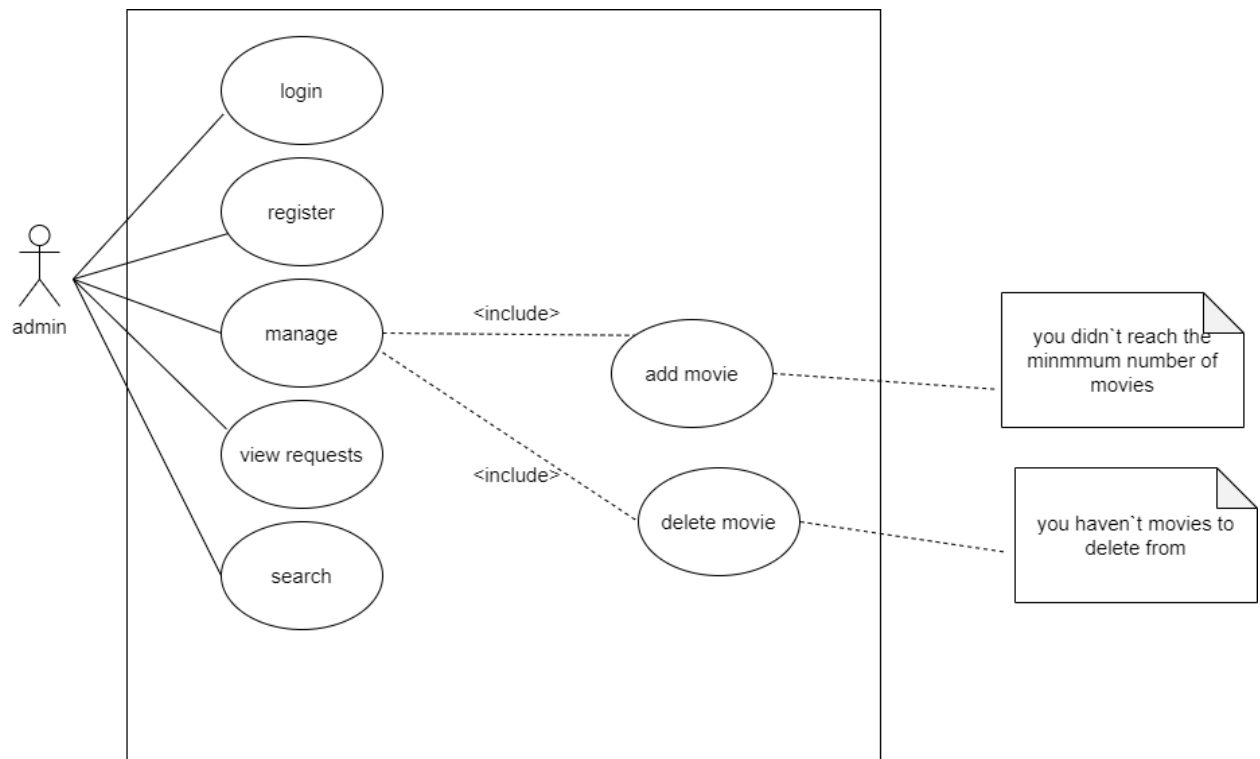 login
register
admin
manage
<include>
add movie
you didn`t reach the
minmmum number of
movies
view requests
<include>
delete movie
you haven`t movies to
delete from
search